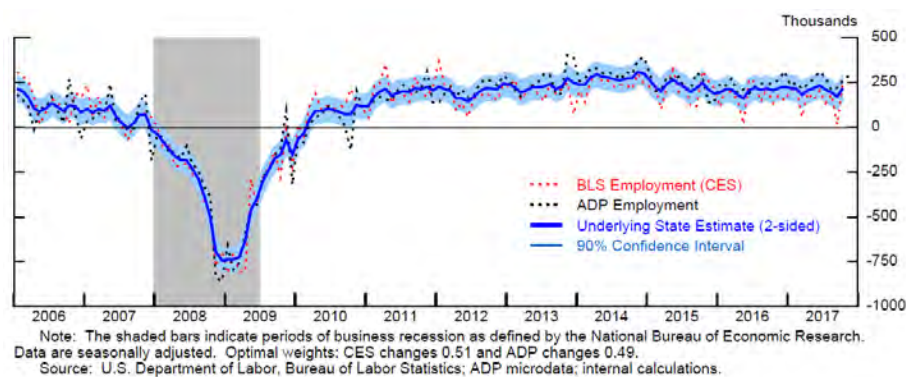 Thousands
500
250
0
-250
-500
-750
-1000
BLS Employment (CES)
ADP Employment
Underlying State Estimate (2-sided)
90% Confidence Interval
2006 2007 2008 2009 2010 2011 2012 2013 2014 2015 2016 2017
Note: The shaded bars indicate periods of business recession as defined by the National Bureau of Economic Research.
Data are seasonally adjusted. Optimal weights: CES changes 0.51 and ADP changes 0.49.
Source: U.S. Department of Labor, Bureau of Labor Statistics; ADP microdata; internal calculations.